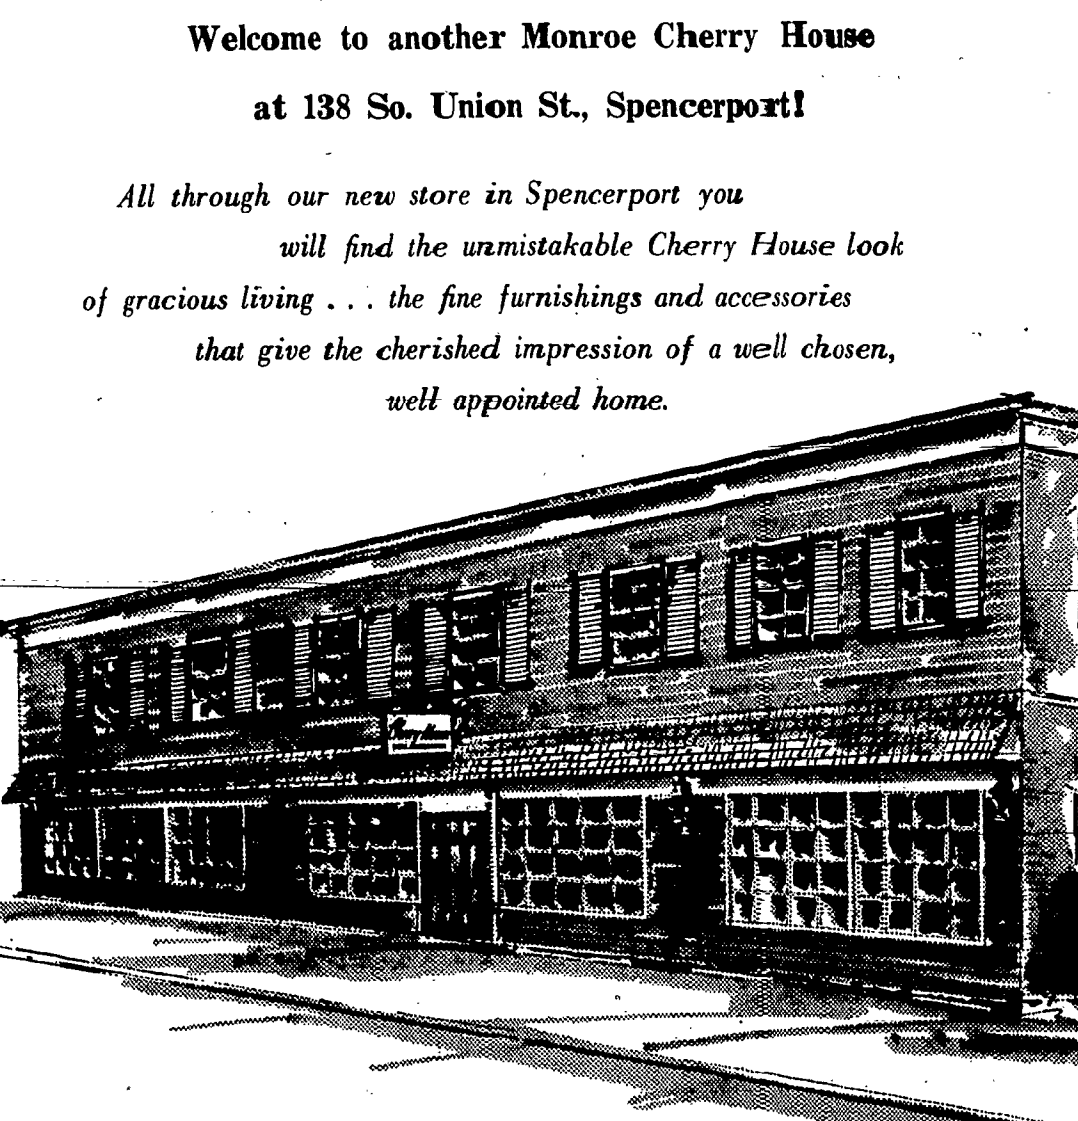 Welcome to another Monroe Cherry House
at 138 So. Union St., Spencerport!
All through our new store in Spencerport you
will find the unmistakable Cherry House look
of gracious living . . . the fine furnishings and accessories
that give the cherished impression of a well chosen,
well appointed home.
Cherry House